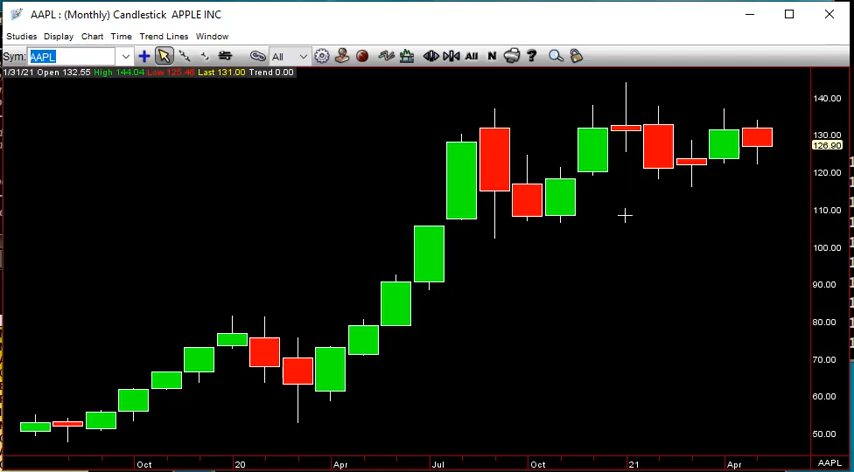 AAPL : (Monthly) Candlestick  APPLE INC
Studies Display Chart Time Trend Lines Window
Sym: AAPL All All N ?
1/31/21 Open 132.55 High 144.04 Low 125.46 Last 131.00 Trend 0.00
140.00
130.00
126.90
120.00
110.00
100.00
90.00
80.00
70.00
60.00
50.00
Oct 20 Apr Jul Oct 21 Apr AAPL